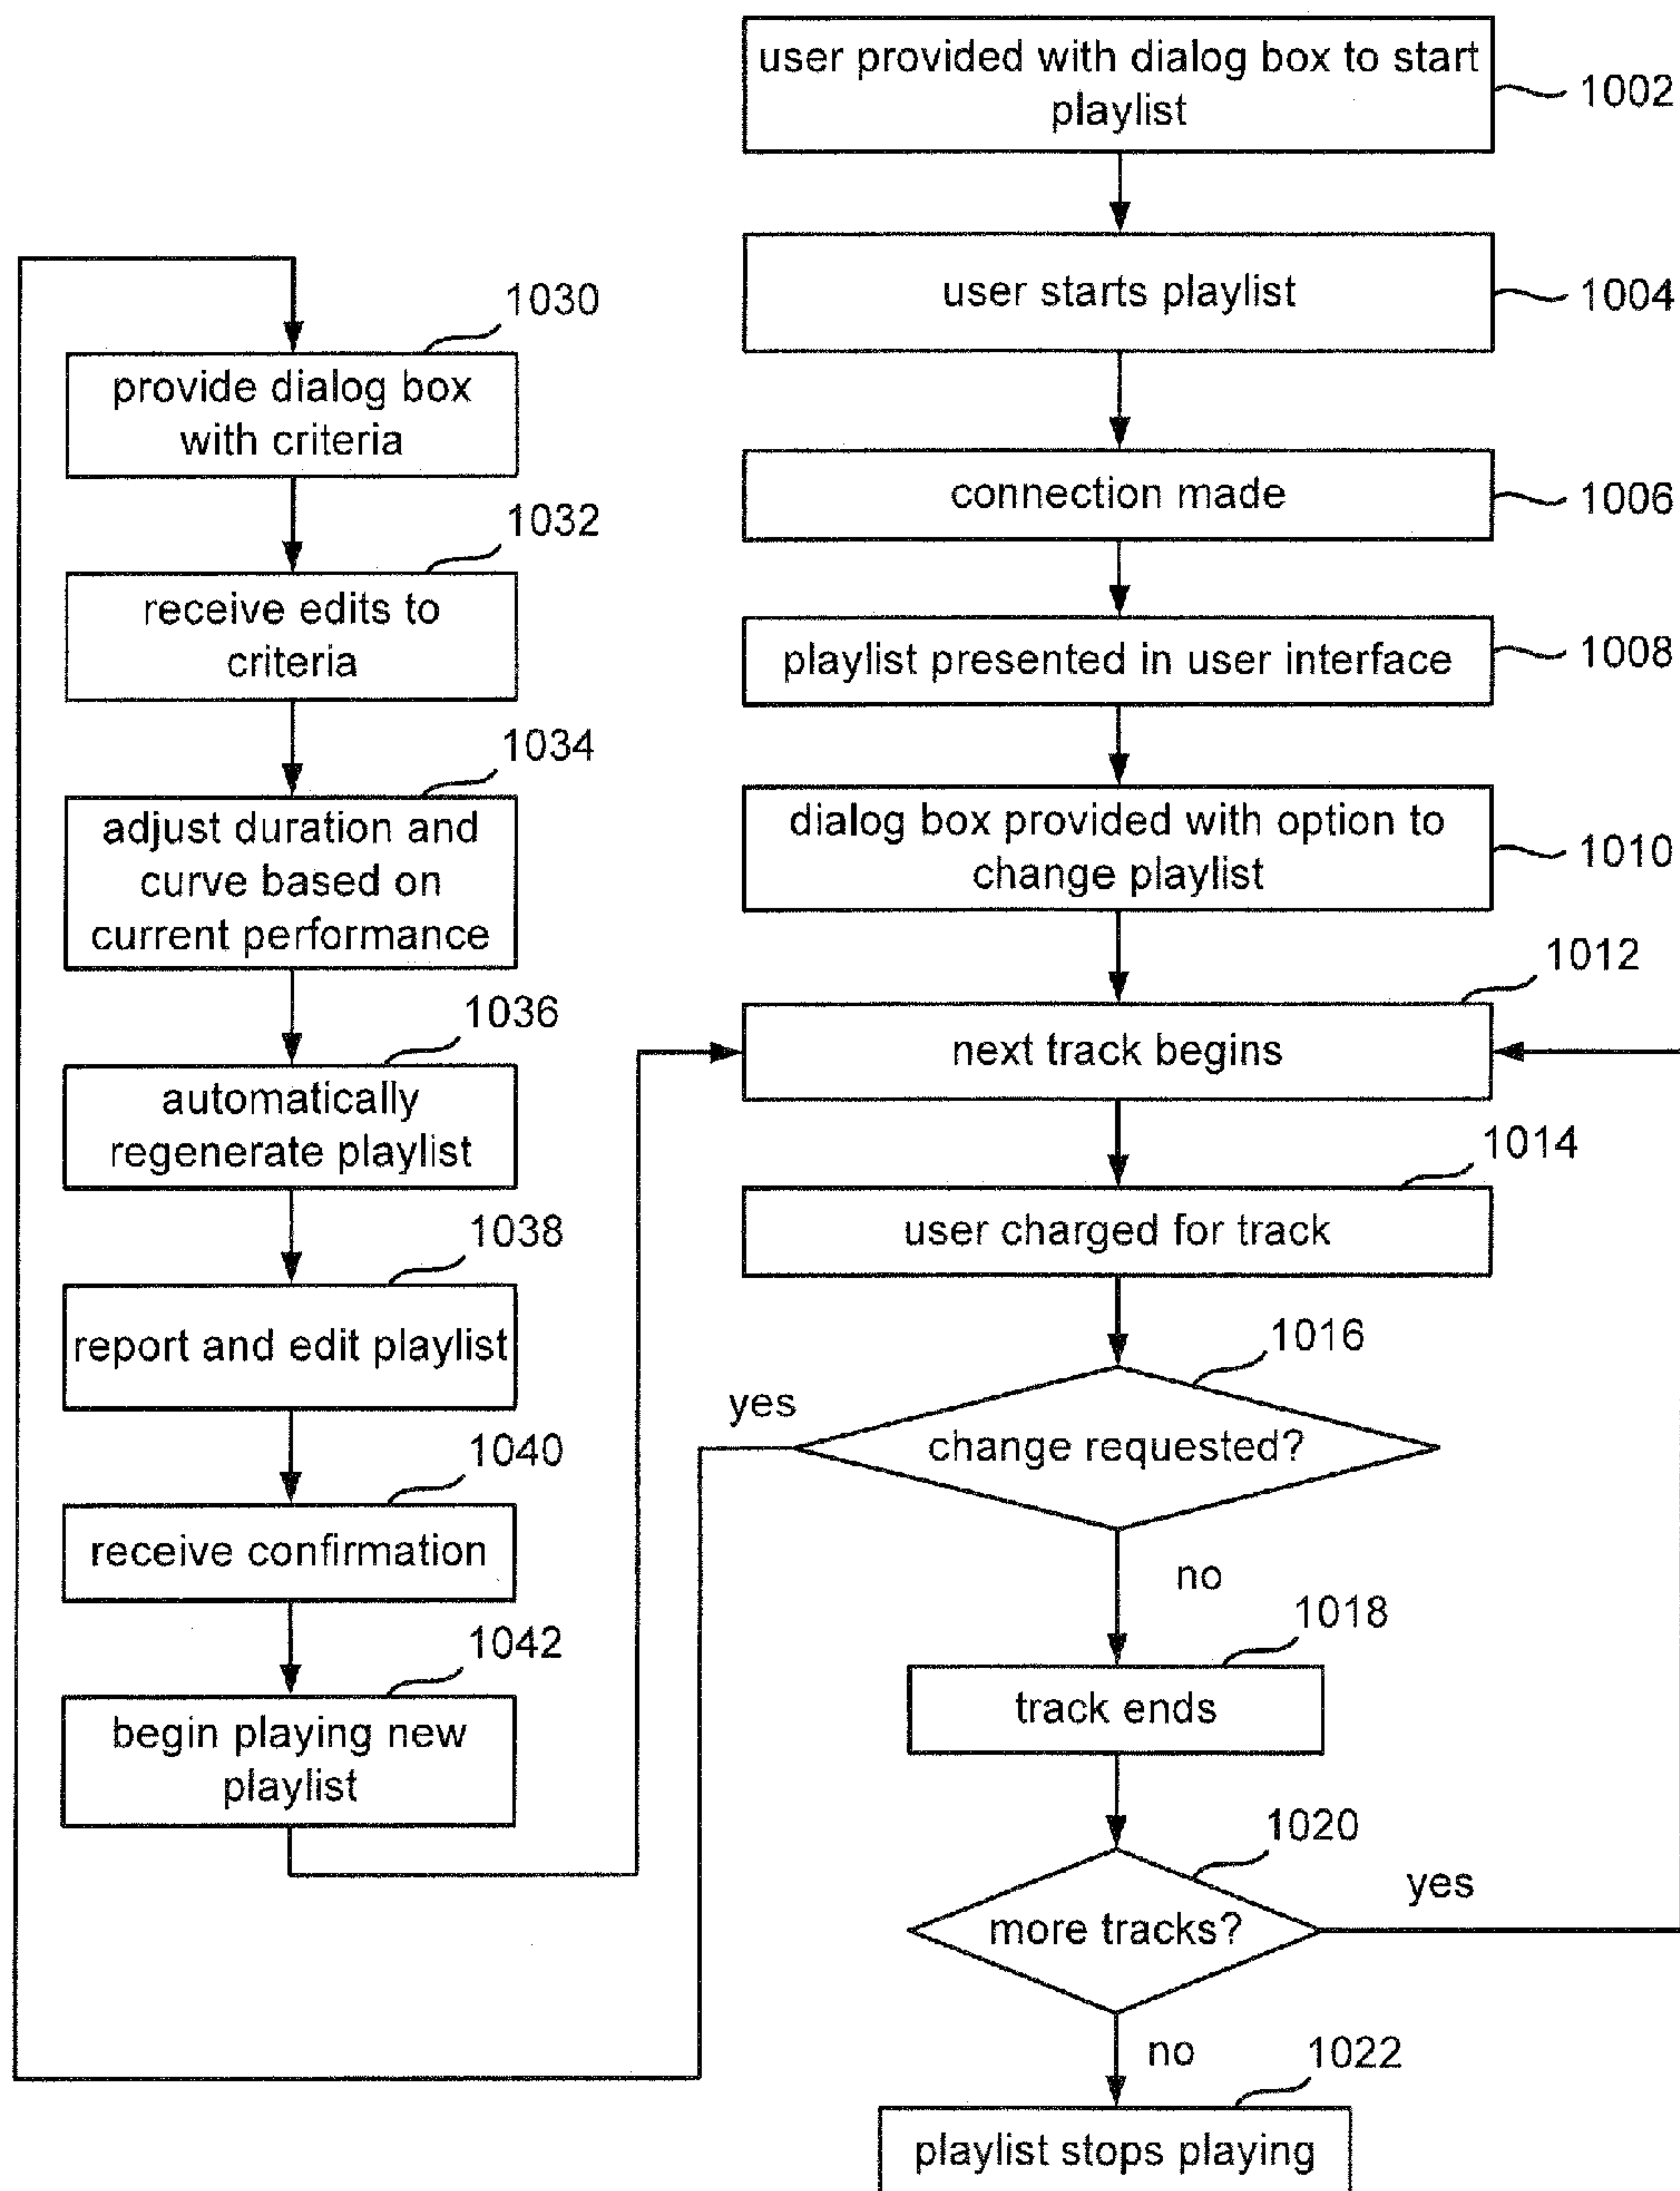 user provided with dialog box to start
playlist
1002
user starts playlist
1004
connection made
1006
playlist presented in user interface
1008
dialog box provided with option to
change playlist
1010
1012
next track begins
1014
user charged for track
1016
change requested?
yes
no
1018
track ends
1020
more tracks?
yes
no
1022
playlist stops playing
1030
provide dialog box
with criteria
1032
receive edits to
criteria
1034
adjust duration and
curve based on
current performance
1036
automatically
regenerate playlist
1038
report and edit playlist
1040
receive confirmation
1042
begin playing new
playlist